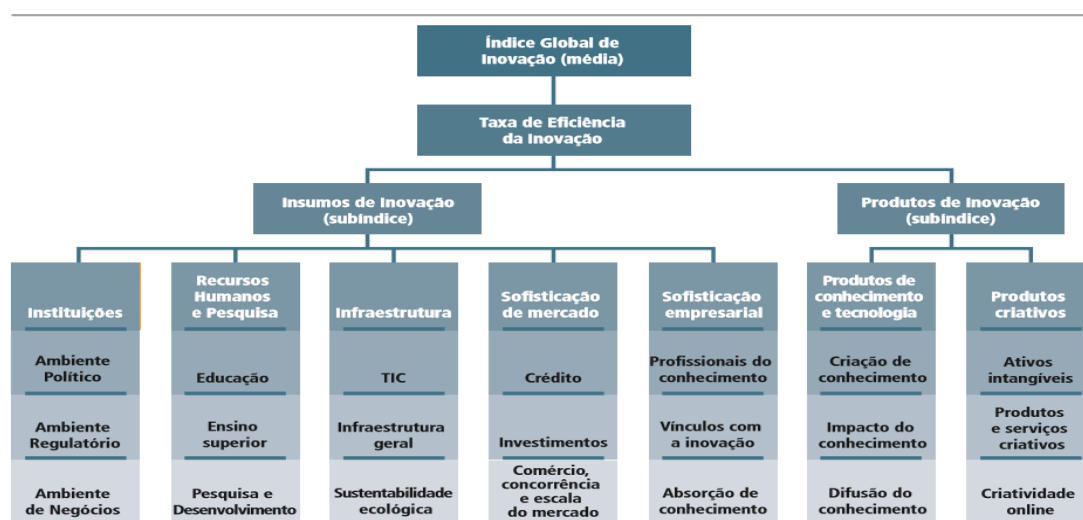 Índice Global de
Inovação (média)
Taxa de Eficiência
da Inovação
Insumos de Inovação
(subíndice)
Produtos de Inovação
(subíndice)
Instituições
Recursos
Humanos
e Pesquisa
Infraestrutura
Sofisticação
de mercado
Sofisticação
empresarial
Produtos de
conhecimento
e tecnologia
Produtos
criativos
Ambiente
Político
Educação
TIC
Crédito
Profissionais do
conhecimento
Criação de
conhecimento
Ativos
intangíveis
Ambiente
Regulatório
Ensino
superior
Infraestrutura
geral
Investimentos
Vínculos com
a inovação
Impacto do
conhecimento
Produtos
e serviços
criativos
Ambiente
de Negócios
Pesquisa e
Desenvolvimento
Sustentabilidade
ecológica
Comércio,
concorrência
e escala
do mercado
Absorção de
conhecimento
Difusão do
conhecimento
Criatividade
online